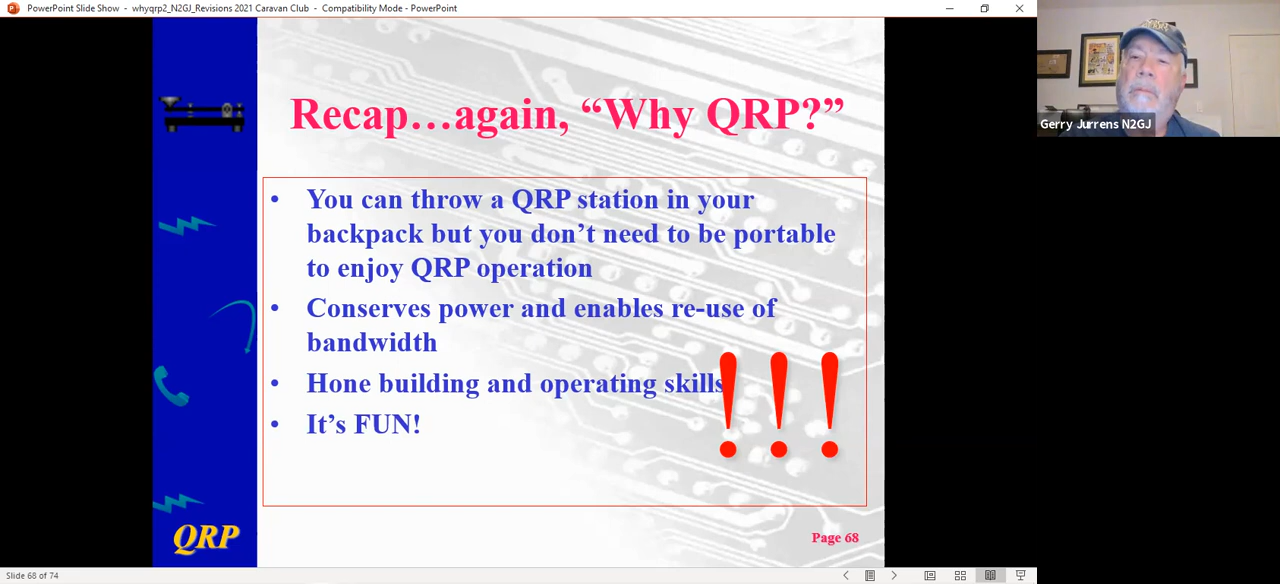 PowerPoint Slide Show - whyqrp2_N2GJ_Revisions 2021 Caravan Club - Compatibility Mode - PowerPoint
Recap…again, “Why QRP?”
• You can throw a QRP station in your
backpack but you don’t need to be portable
to enjoy QRP operation
• Conserves power and enables re-use of
bandwidth
• Hone building and operating skills
• It’s FUN!
!!!
QRP
Page 68
Slide 68 of 74
Gerry Jurrens N2GJ